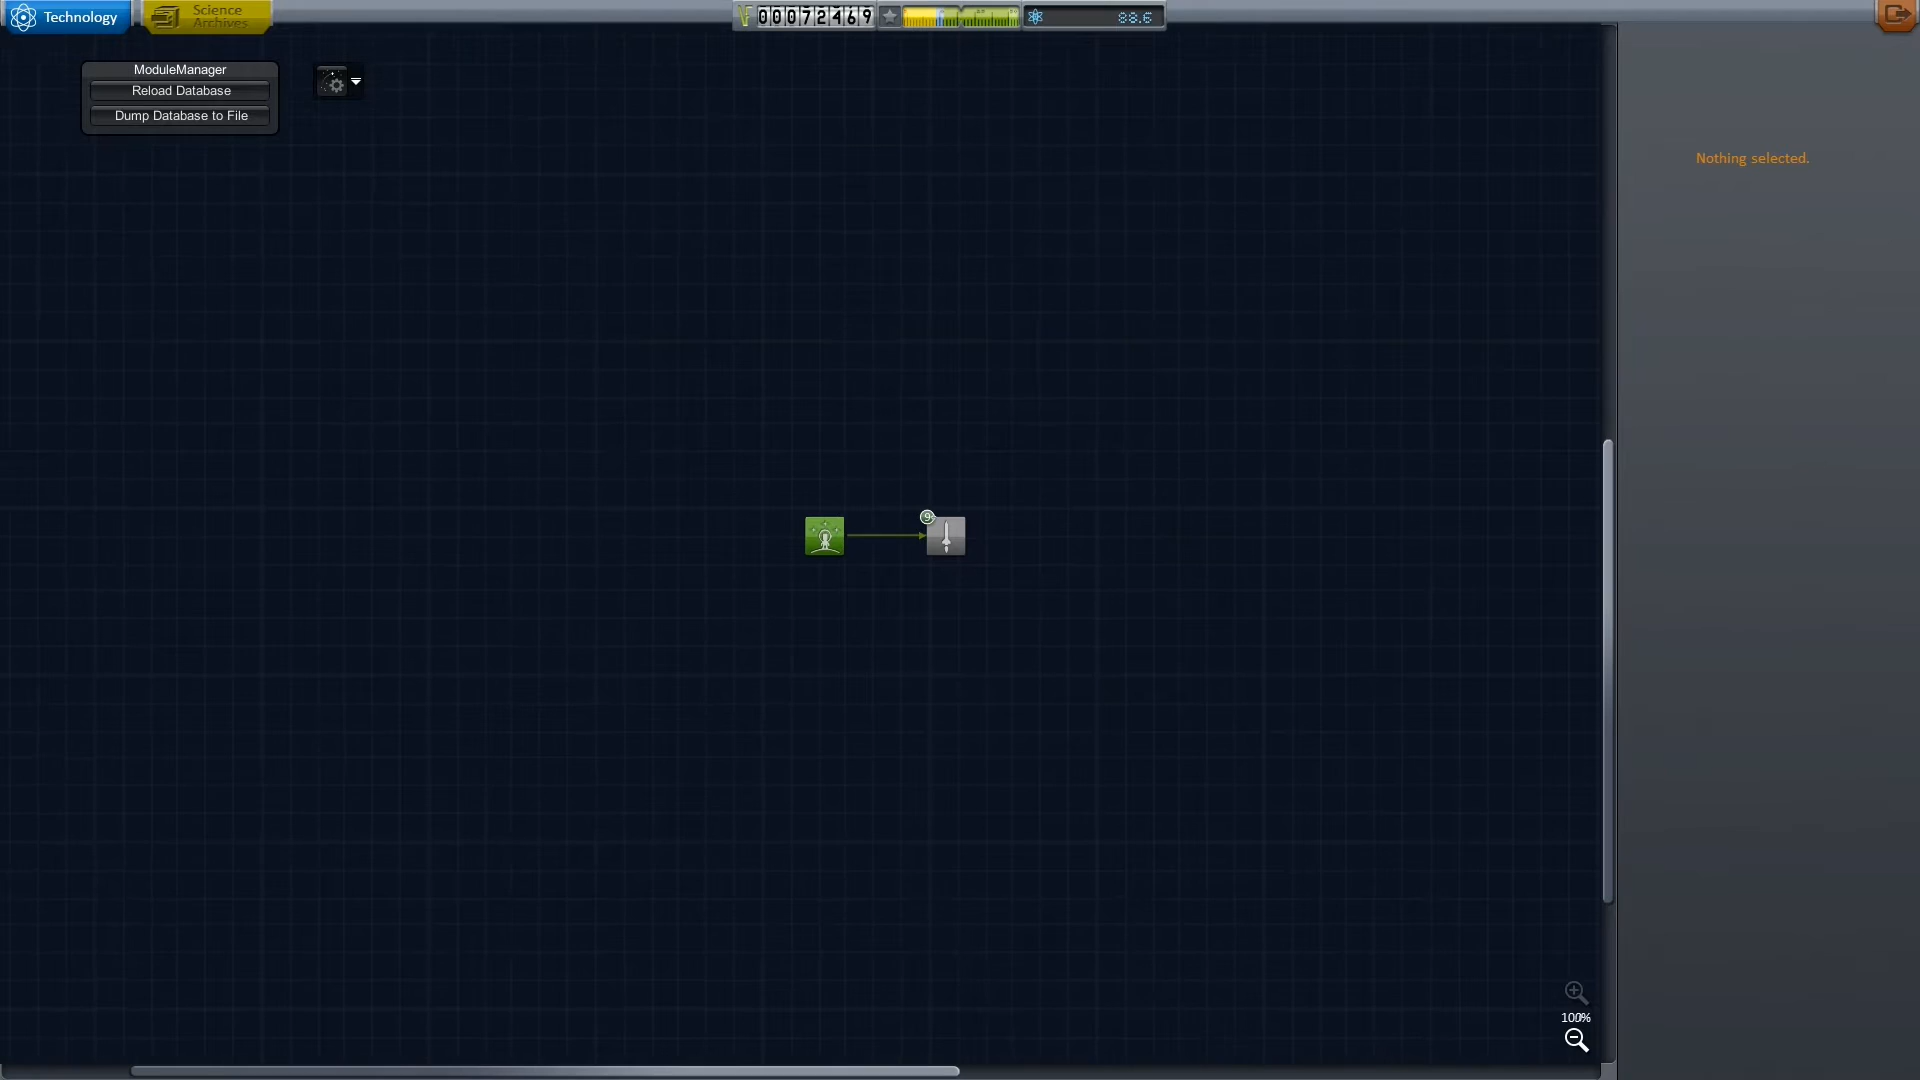 Technology
Science
Archives
00072469
88.6
ModuleManager
Reload Database
Dump Database to File
Nothing selected.
9
100%